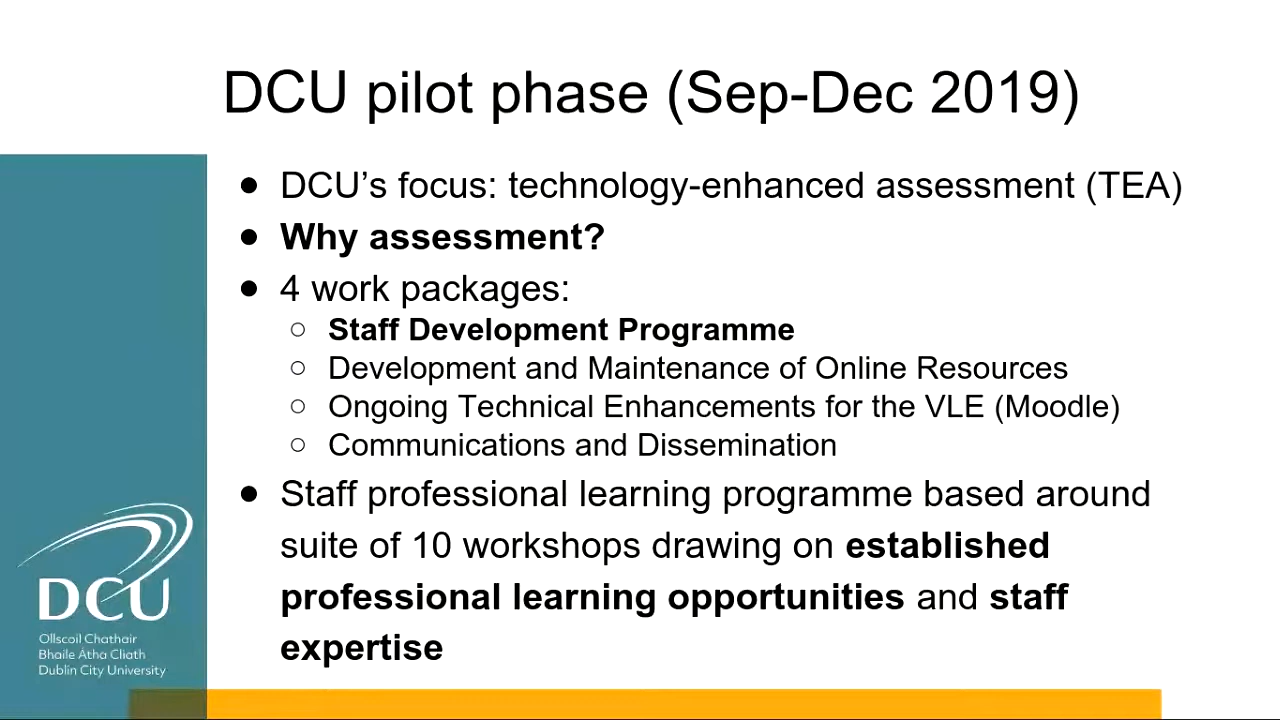 DCU pilot phase (Sep-Dec 2019)
● DCU’s focus: technology-enhanced assessment (TEA)
● Why assessment?
● 4 work packages:
○ Staff Development Programme
○ Development and Maintenance of Online Resources
○ Ongoing Technical Enhancements for the VLE (Moodle)
○ Communications and Dissemination
● Staff professional learning programme based around
suite of 10 workshops drawing on established
professional learning opportunities and staff
expertise
DCU
Ollscoil Chathair
Bhaile Átha Cliath
Dublin City University